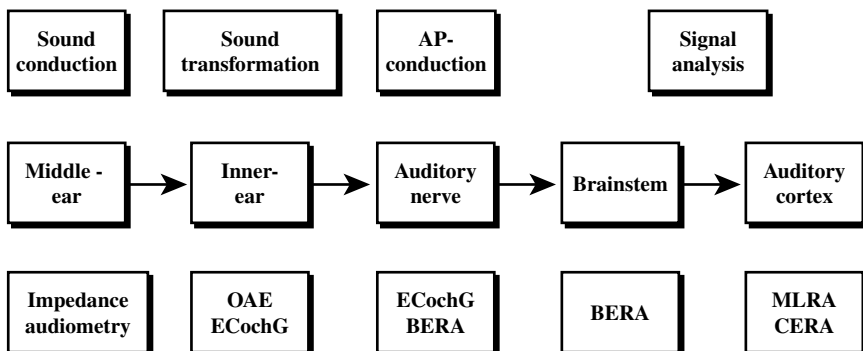 Sound
conduction
Sound
transformation
AP-
conduction
Signal
analysis
Middle -
ear
Inner-
ear
Auditory
nerve
Brainstem
Auditory
cortex
Impedance
audiometry
OAE
ECochG
ECochG
BERA
BERA
MLRA
CERA